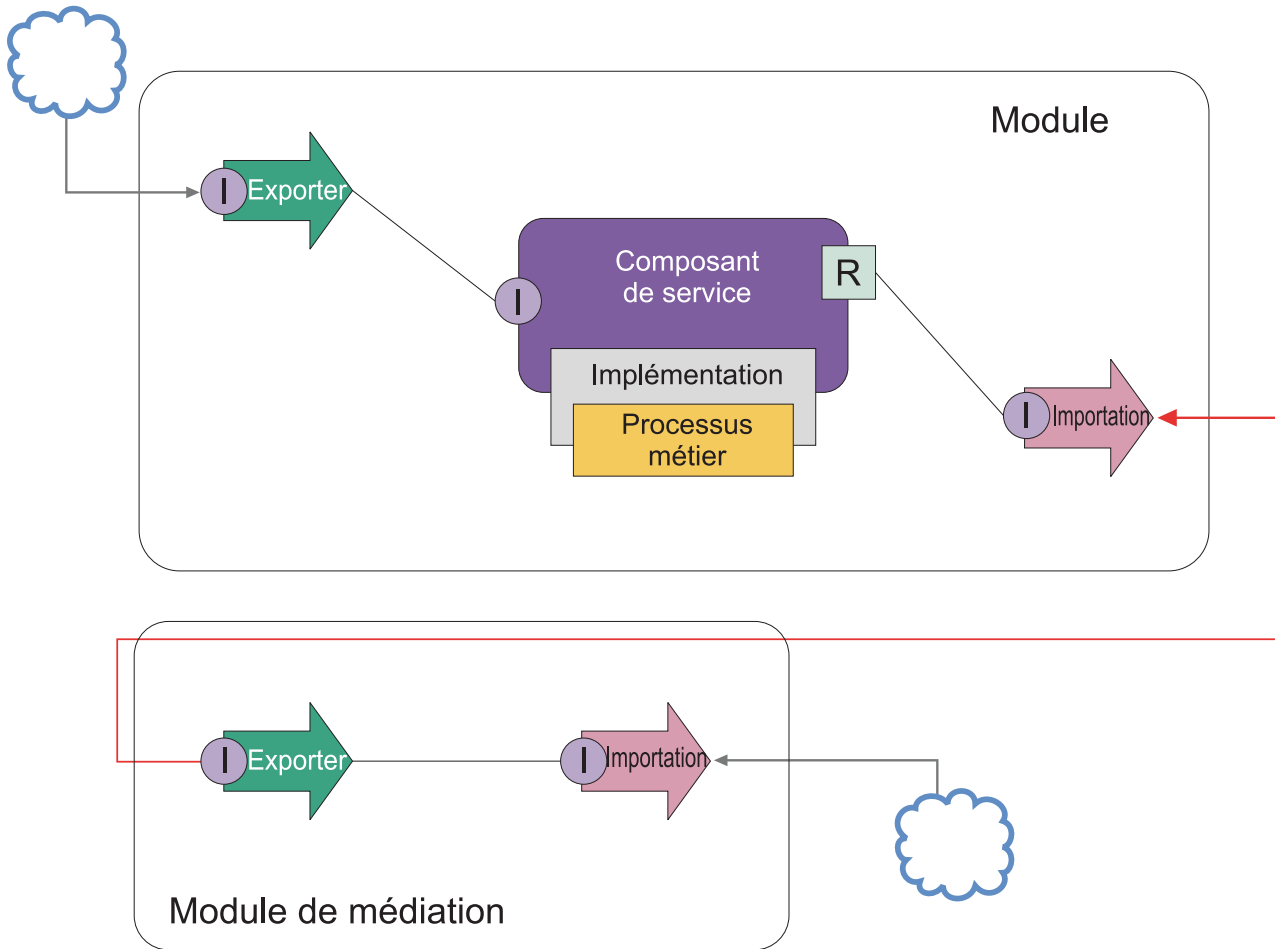 Module
I
Exporter
Composant
de service
R
I
Implémentation
Processus
métier
I
Importation
I
Exporter
I
Importation
Module de médiation